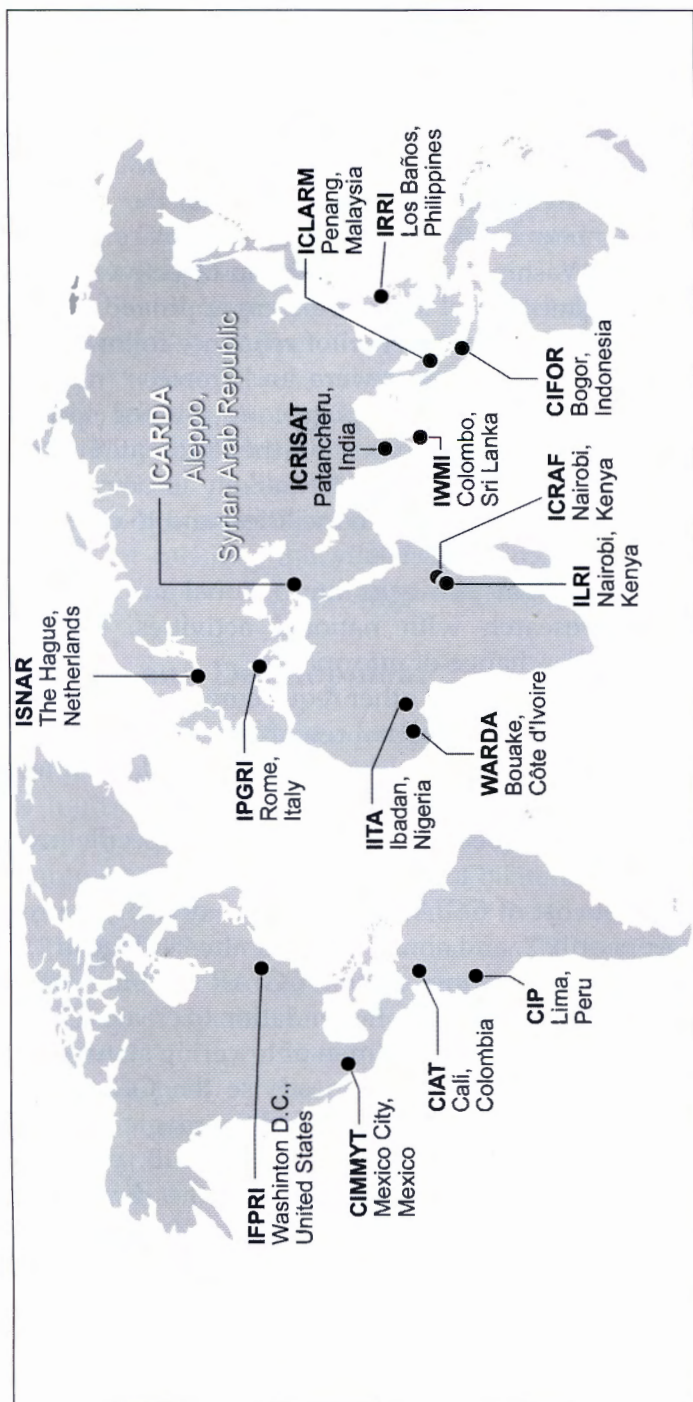 ISNAR
The Hague,
Netherlands
ICARDA
Aleppo,
Syrian Arab Republic
IFPRI
Washinton D.C.,
United States
IPGRI
Rome,
Italy
ICRISAT
Patancheru,
India
ICLARM
Penang,
Malaysia
IRRI
Los Baños,
Philippines
CIMMYT
Mexico City,
Mexico
IITA
Ibadan,
Nigeria
IWMI
Colombo,
Sri Lanka
CIAT
Cali,
Colombia
WARDA
Bouake,
Côte d'Ivoire
ICRAF
Nairobi,
Kenya
CIFOR
Bogor,
Indonesia
CIP
Lima,
Peru
ILRI
Nairobi,
Kenya